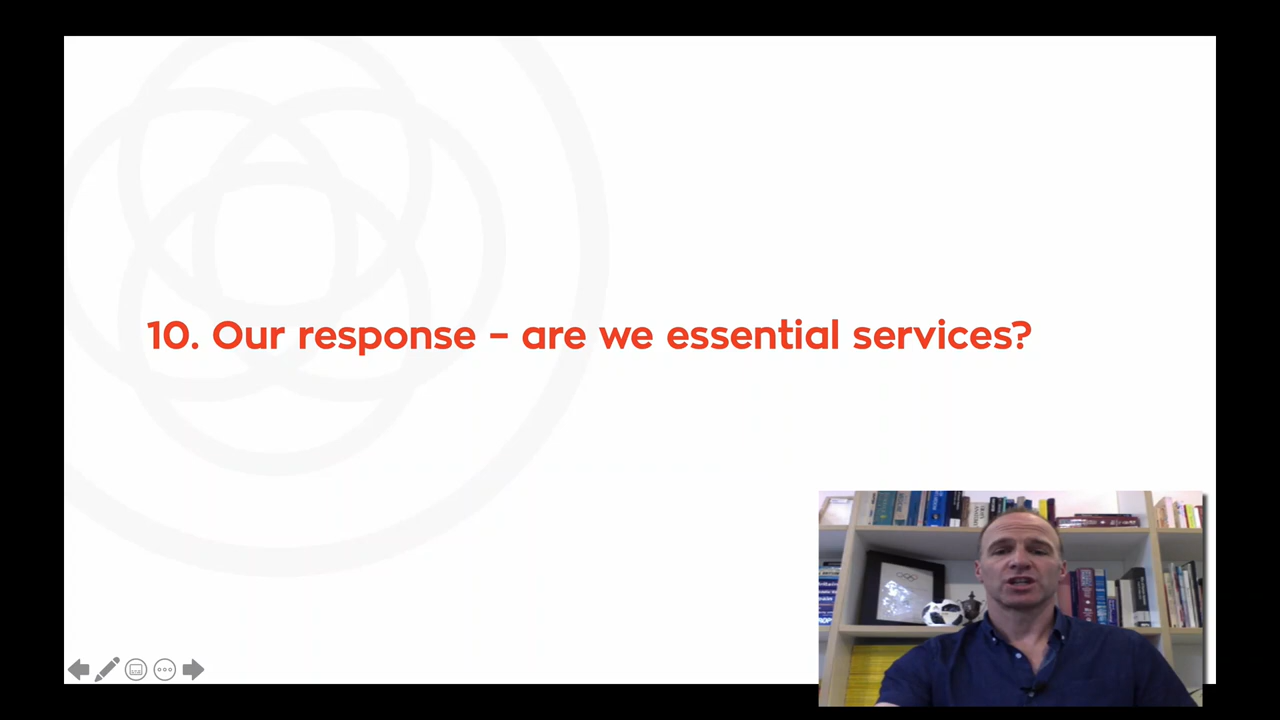 10. Our response – are we essential services?